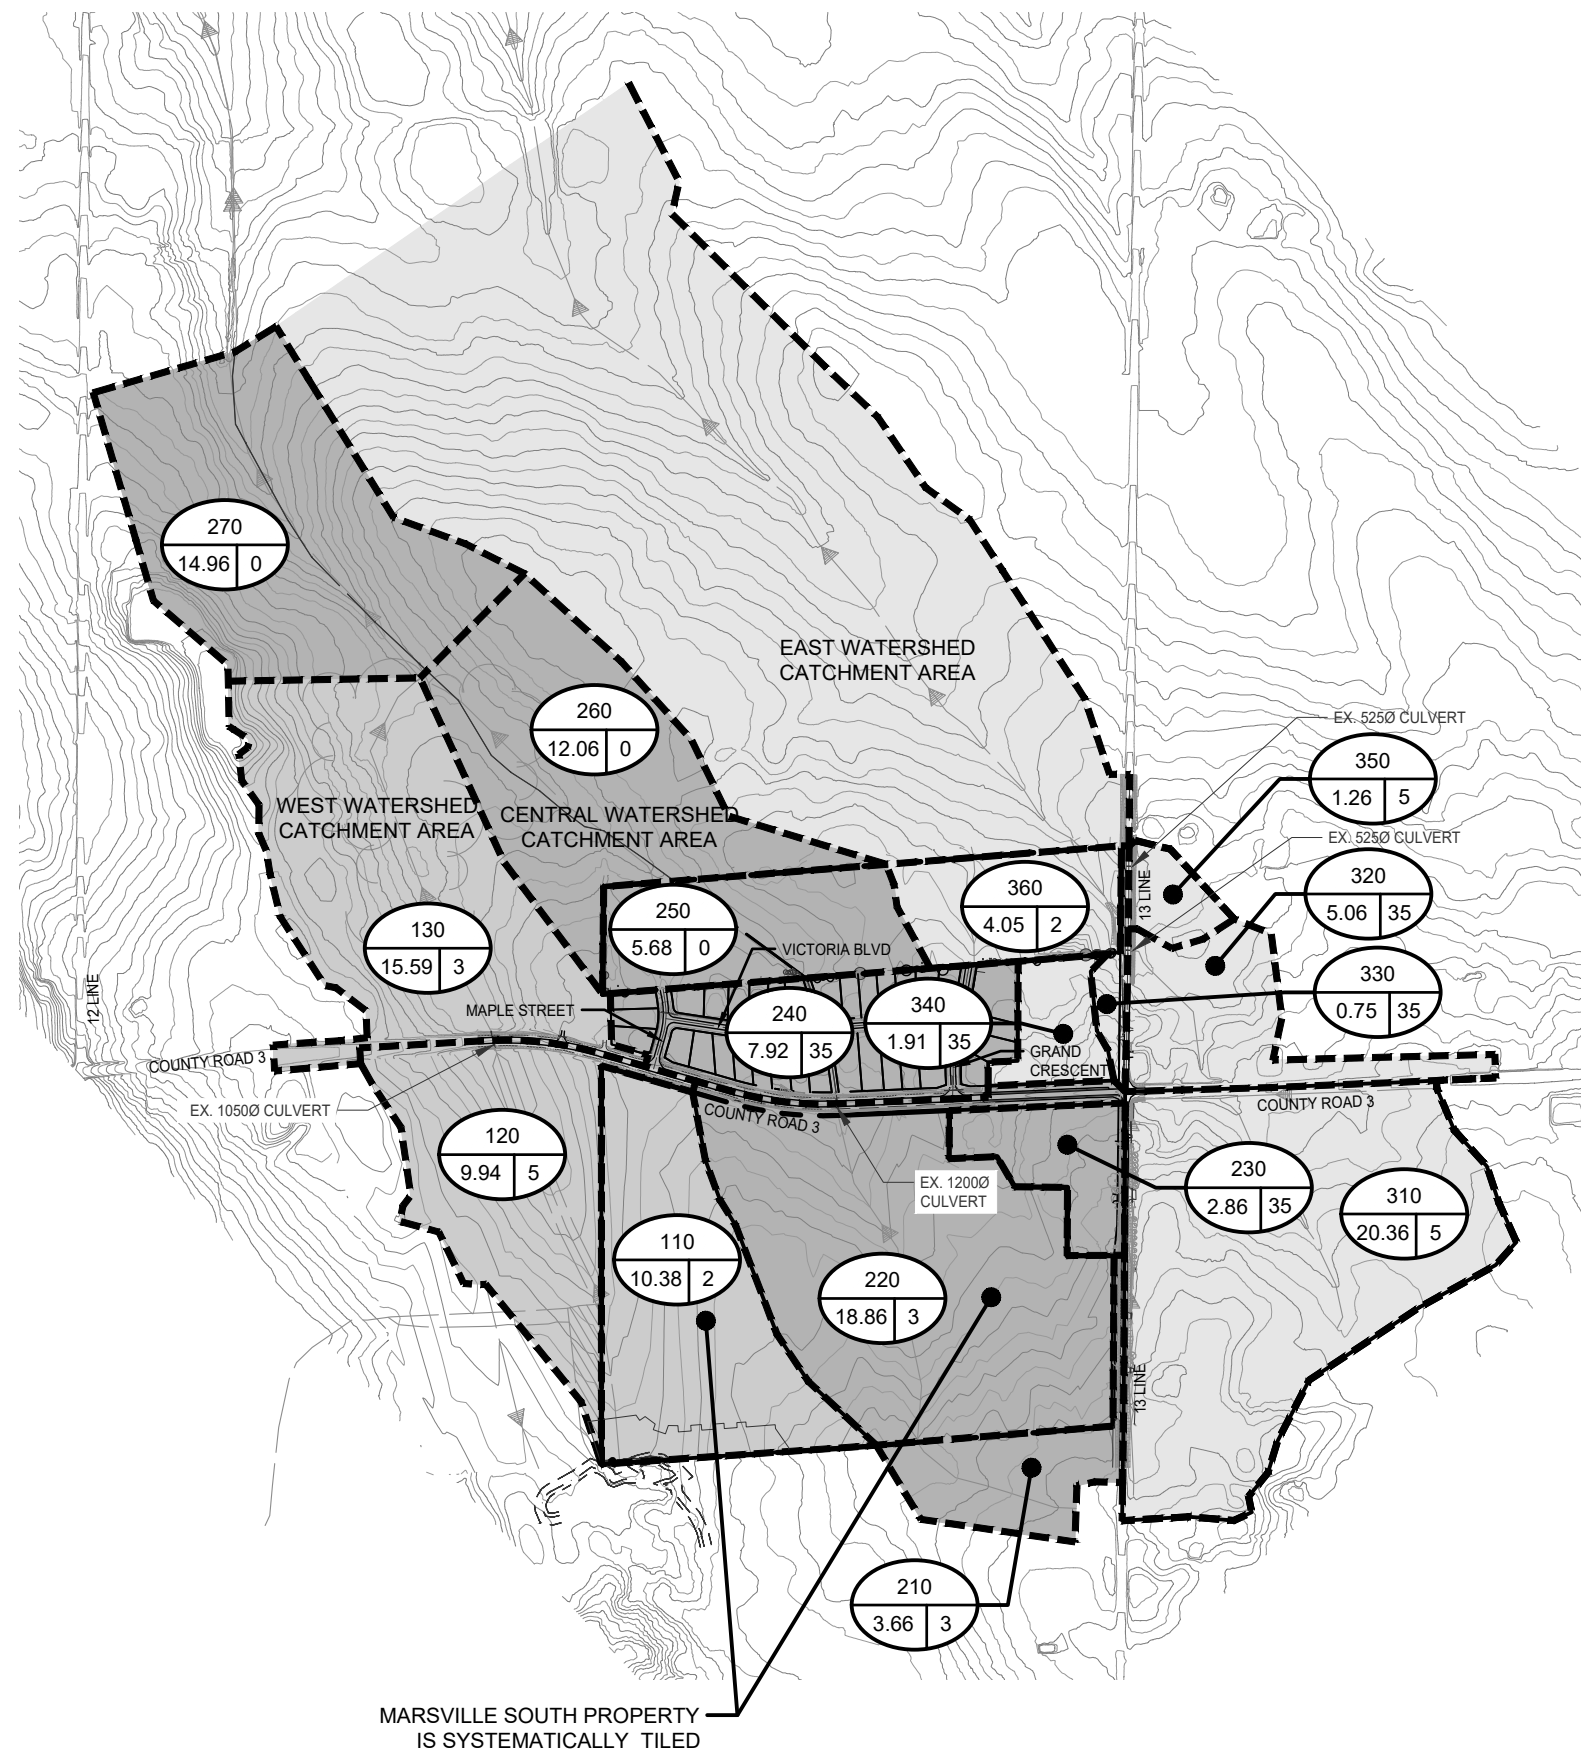 270
14.96 0
EAST WATERSHED
CATCHMENT AREA
260
12.06 0
EX. 525Ø CULVERT
350
1.26 5
WEST WATERSHED
CATCHMENT AREA
CENTRAL WATERSHED
CATCHMENT AREA
EX. 525Ø CULVERT
13 LINE
360
4.05 2
320
5.06 35
250
5.68 0
VICTORIA BLVD
130
15.59 3
12 LINE
MAPLE STREET
240
7.92 35
340
1.91 35
330
0.75 35
GRAND
CRESCENT
COUNTY ROAD 3
EX. 1050Ø CULVERT
COUNTY ROAD 3
COUNTY ROAD 3
120
9.94 5
EX. 1200Ø
CULVERT
230
2.86 35
310
20.36 5
110
10.38 2
220
18.86 3
13 LINE
210
3.66 3
MARSVILLE SOUTH PROPERTY
IS SYSTEMATICALLY TILED